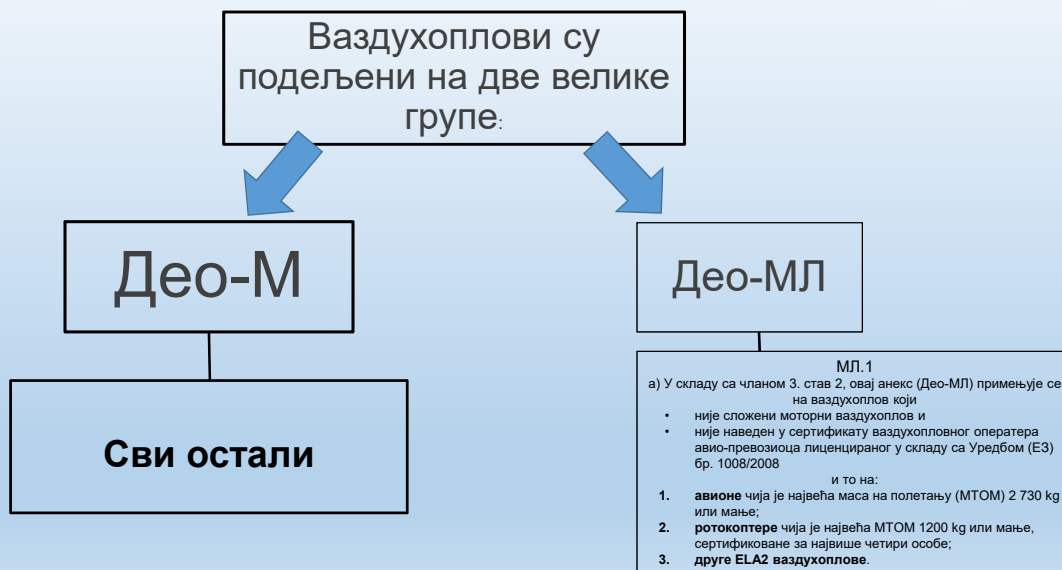 Ваздухоплови су
подељени на две велике
групе:
Део-М
Део-МЛ
Сви остали
МЛ.1
а) У складу са чланом 3. став 2, овај анекс (Део-МЛ) примењује се
на ваздухоплов који
• није сложени моторни ваздухоплов и
• није наведен у сертификату ваздухопловног оператера
авио-превозиоца лиценцираног у складу са Уредбом (ЕЗ)
бр. 1008/2008
и то на:
1. авионе чија је највећа маса на полетању (МТОМ) 2 730 kg
или мање;
2. ротокоптере чија је највећа МТОМ 1200 kg или мање,
сертификоване за највише четири особе;
3. друге ELA2 ваздухоплове.